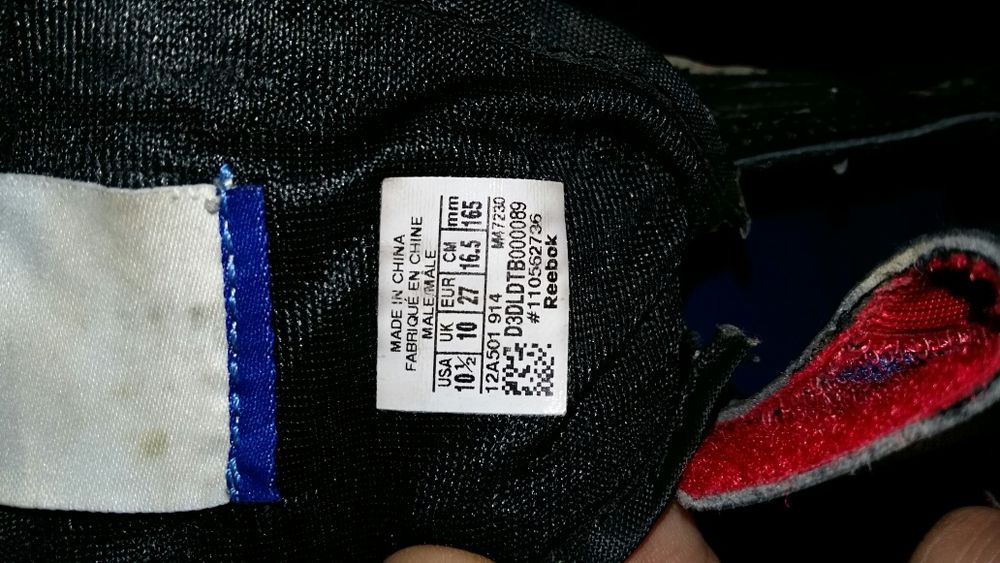 MADE IN CHINA
FABRIQUÉ EN CHINE
MALE/MÂLE
USA UK EUR CM mm
10½ 10 27 16.5 165
12A501 914 M47230
D3DLDTB000089
#110562736
Reebok